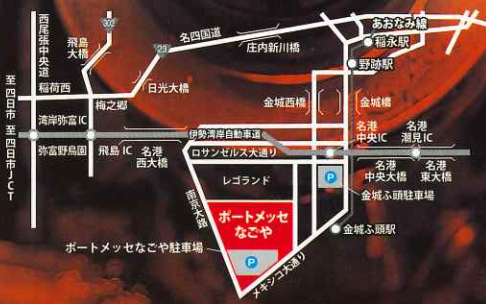 302
23
西尾張中央道
飛島
大橋
名四国道
庄内新川橋
あおなみ線
稲永駅
野跡駅
稲荷西
日光大橋
梅之郷
金城西橋
金城橋
至四日市
至四日市JCT
湾岸弥富IC
弥富野鳥園
飛島IC
名港
西大橋
伊勢湾岸自動車道
ロサンゼルス大通り
名港
中央IC
名港
潮見IC
名港
中央大橋
名港
東大橋
レゴランド
P
金城ふ頭駐車場
南京大路
ポートメッセ
なごや
金城ふ頭駅
ポートメッセなごや駐車場
P
メキシコ大通り